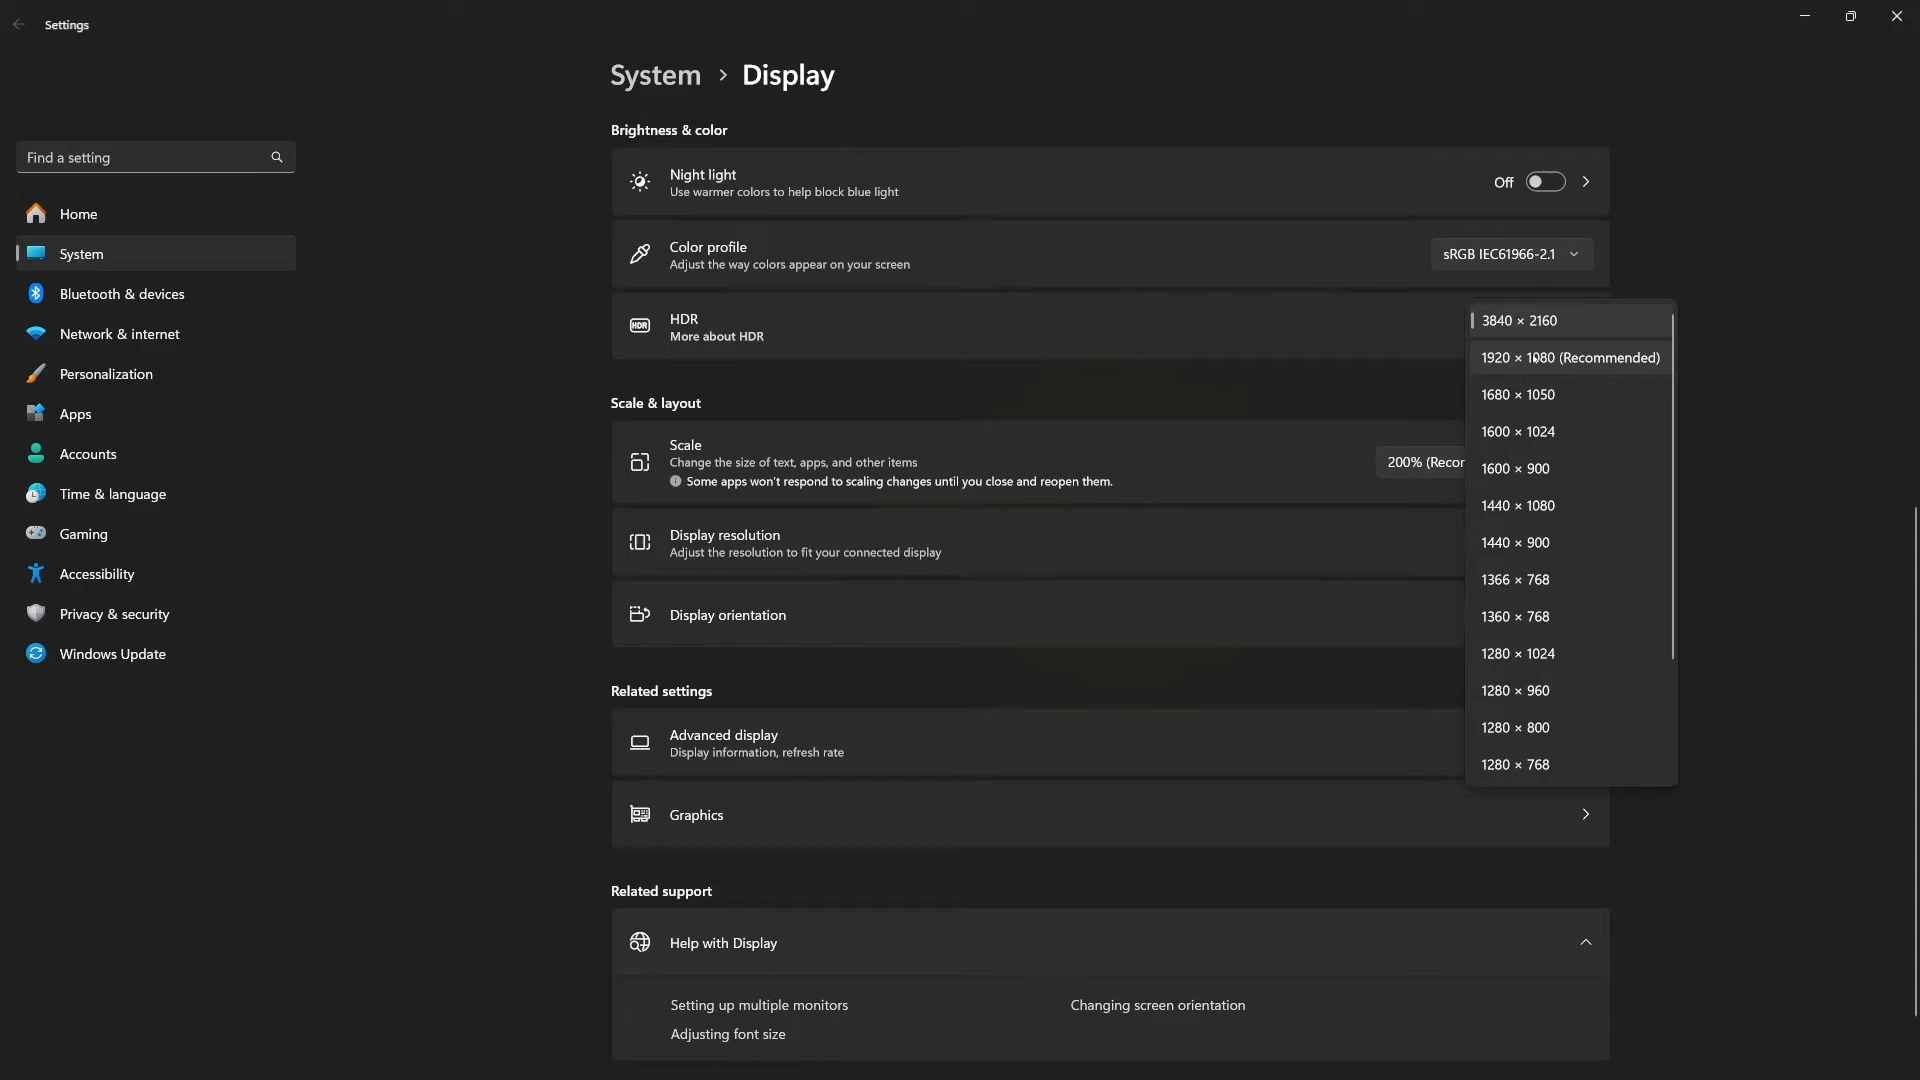 Settings
System > Display
Find a setting
Home
System
Bluetooth & devices
Network & internet
Personalization
Apps
Accounts
Time & language
Gaming
Accessibility
Privacy & security
Windows Update
Brightness & color
Night light
Use warmer colors to help block blue light
Off
Color profile
Adjust the way colors appear on your screen
sRGB IEC61966-2.1
HDR
HDR
More about HDR
Scale & layout
Scale
Change the size of text, apps, and other items
Some apps won't respond to scaling changes until you close and reopen them.
200% (Recor
Display resolution
Adjust the resolution to fit your connected display
Display orientation
3840 × 2160
1920 × 1080 (Recommended)
1680 × 1050
1600 × 1024
1600 × 900
1440 × 1080
1440 × 900
1366 × 768
1360 × 768
1280 × 1024
1280 × 960
1280 × 800
1280 × 768
Related settings
Advanced display
Display information, refresh rate
Graphics
Related support
Help with Display
Setting up multiple monitors
Changing screen orientation
Adjusting font size